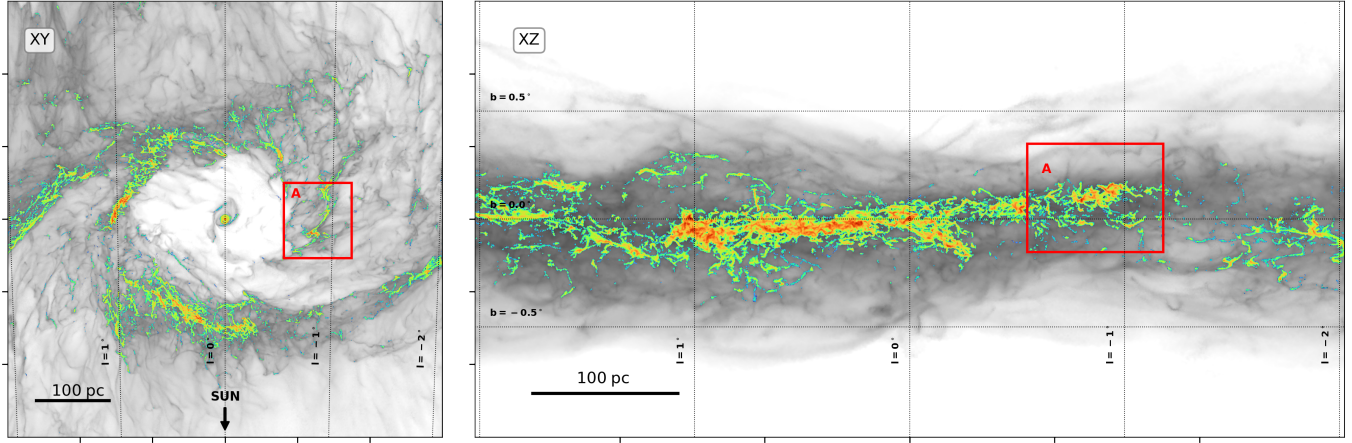 XY
A
l = 1°
l = 0°
l = −1°
l = −2°
100 pc
SUN
XZ
b = 0.5°
A
b = 0.0°
b = −0.5°
l = 1°
l = 0°
l = −1°
l = −2°
100 pc